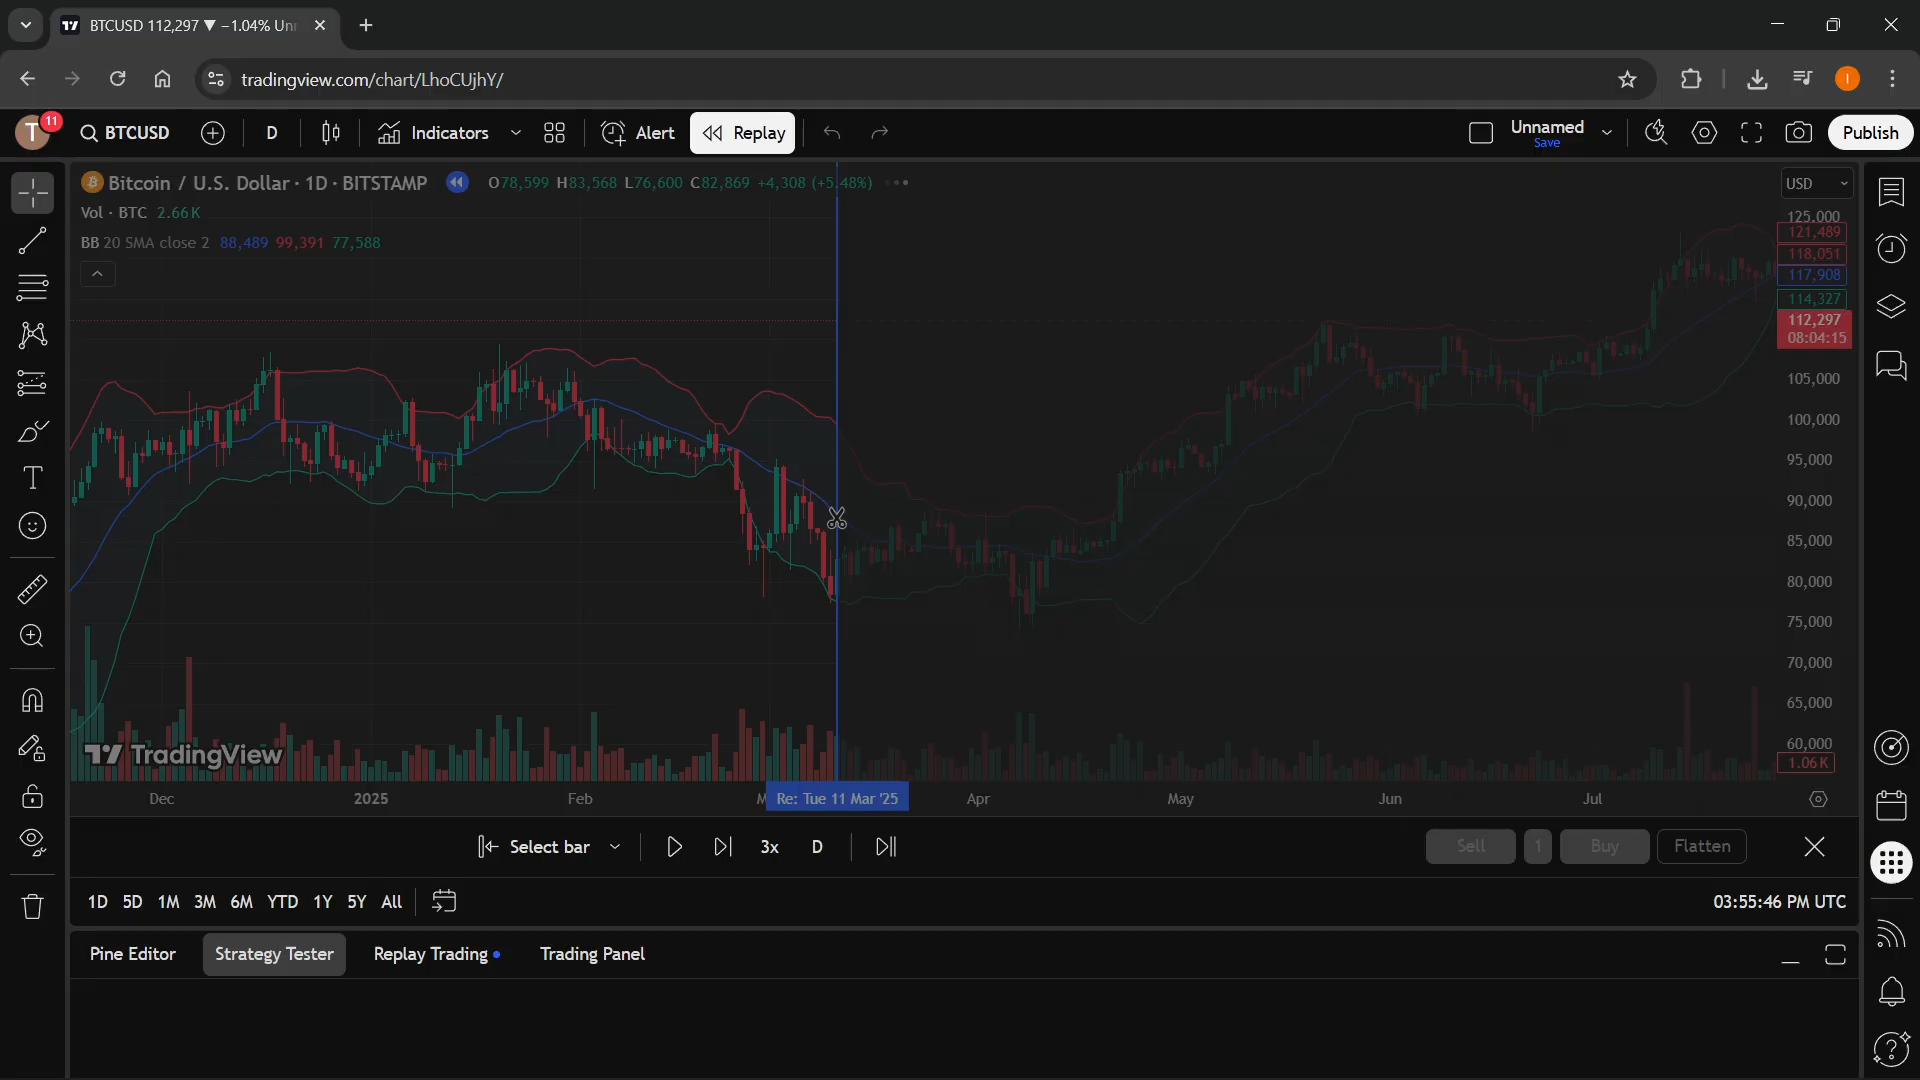 BTCUSD 112,297 ▼ −1.04% Unn
tradingview.com/chart/LhoCUjhY/
T
11
BTCUSD
D
Indicators
Alert
Replay
Unnamed
Save
Publish
Bitcoin / U.S. Dollar · 1D · BITSTAMP
O78,599 H83,568 L76,600 C82,869 +4,308 (+5.48%)
USD
Vol · BTC 2.66K
BB 20 SMA close 2 88,489 99,391 77,588
125,000
121,489
118,051
117,908
114,327
112,297
08:04:15
105,000
100,000
95,000
90,000
85,000
80,000
75,000
70,000
65,000
60,000
1.06K
TradingView
Dec
2025
Feb
M
Re: Tue 11 Mar '25
Apr
May
Jun
Jul
Select bar
3x
D
Sell
1
Buy
Flatten
1D 5D 1M 3M 6M YTD 1Y 5Y All
03:55:46 PM UTC
Pine Editor
Strategy Tester
Replay Trading
Trading Panel